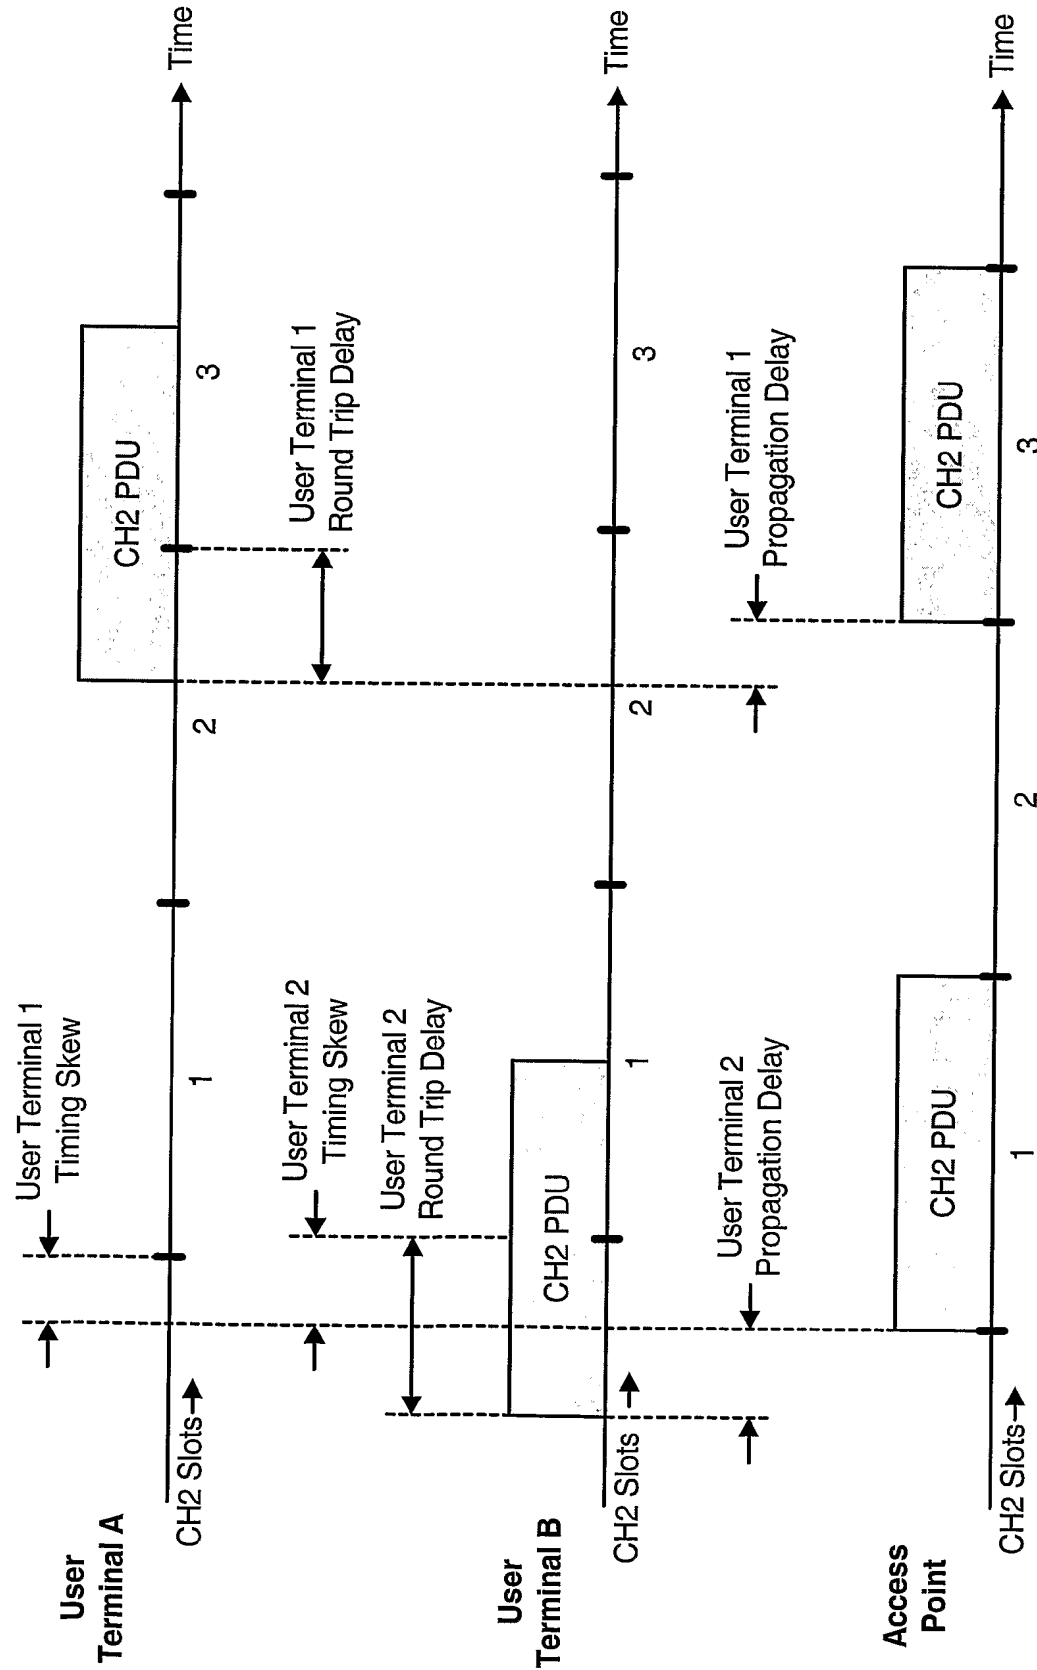 User
Terminal A
User Terminal 1
Timing Skew
CH2 PDU
Time
CH2 Slots
1
2
3
User Terminal 2
Timing Skew
User Terminal 1
Round Trip Delay
User Terminal 2
Round Trip Delay
User
Terminal B
CH2 PDU
Time
CH2 Slots
1
2
3
User Terminal 2
Propagation Delay
User Terminal 1
Propagation Delay
Access
Point
CH2 PDU
CH2 PDU
Time
CH2 Slots
1
2
3